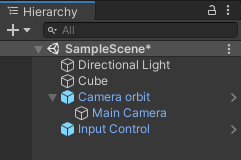 Hierarchy
All
SampleScene*
Directional Light
Cube
Camera orbit
Main Camera
Input Control